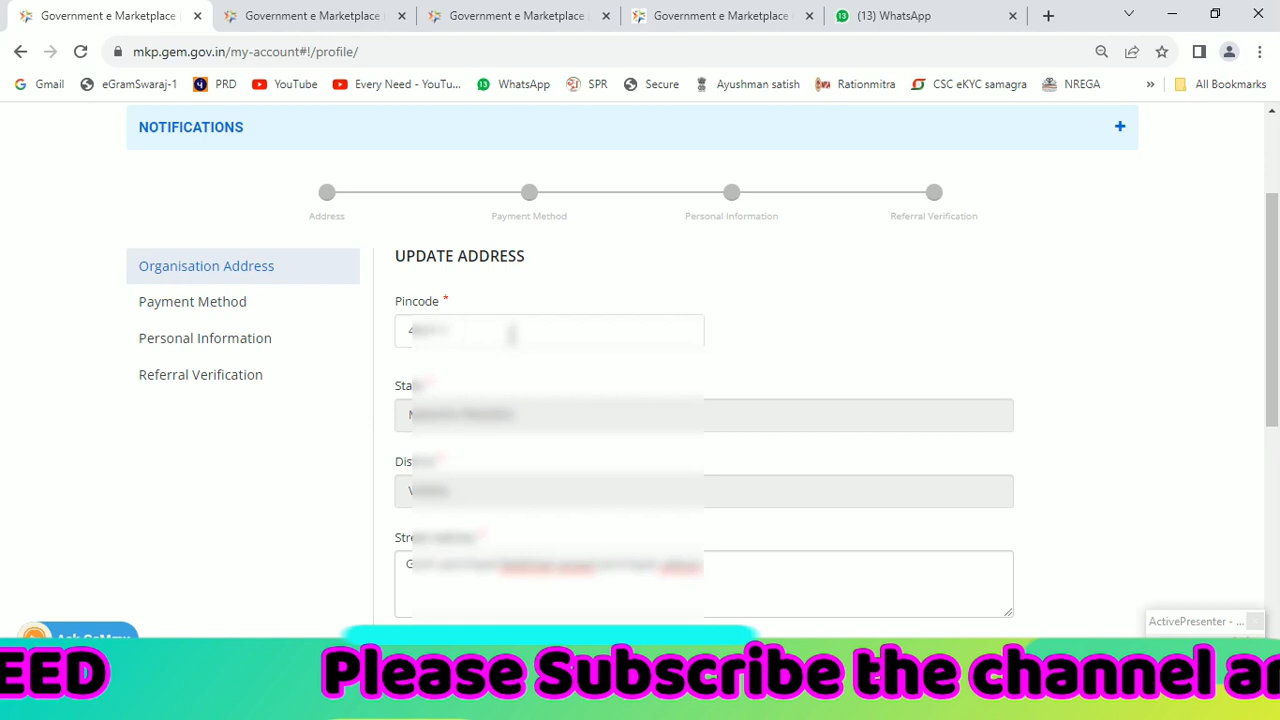 Government e Marketplace
Government e Marketplace
Government e Marketplace
Government e Marketplace
(13) WhatsApp
mkp.gem.gov.in/my-account#!/profile/
Gmail
eGramSwaraj-1
PRD
YouTube
Every Need - YouTu...
WhatsApp
SPR
Secure
Ayushman satish
Rationmitra
CSC eKYC samagra
NREGA
»
All Bookmarks
NOTIFICATIONS
+
Address
Payment Method
Personal Information
Referral Verification
Organisation Address
Payment Method
Personal Information
Referral Verification
UPDATE ADDRESS
Pincode *
ActivePresenter - ...
EED Please Subscribe the channel a